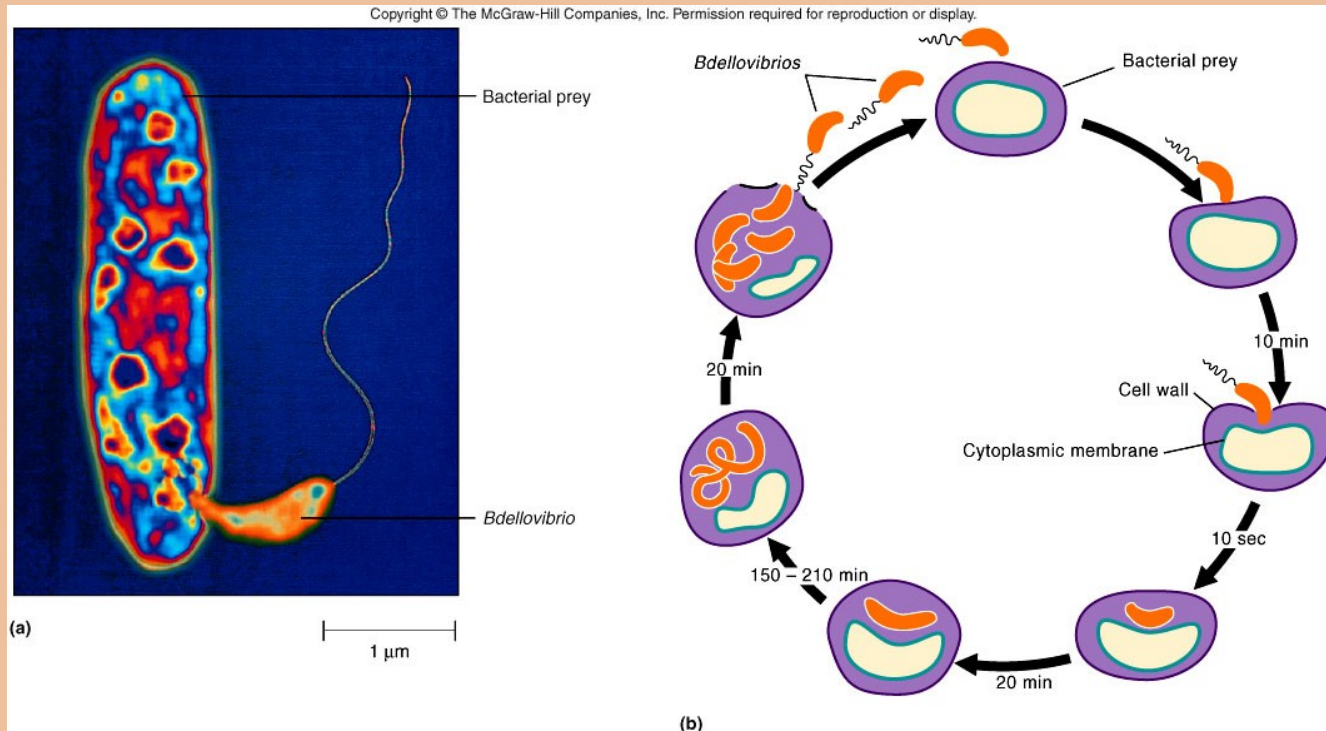 Copyright © The McGraw-Hill Companies, Inc. Permission required for reproduction or display.
Bacterial prey
Bdellovibrio
(a)
1 µm
Bdellovibrios
Bacterial prey
10 min
Cell wall
Cytoplasmic membrane
10 sec
20 min
150 – 210 min
20 min
(b)